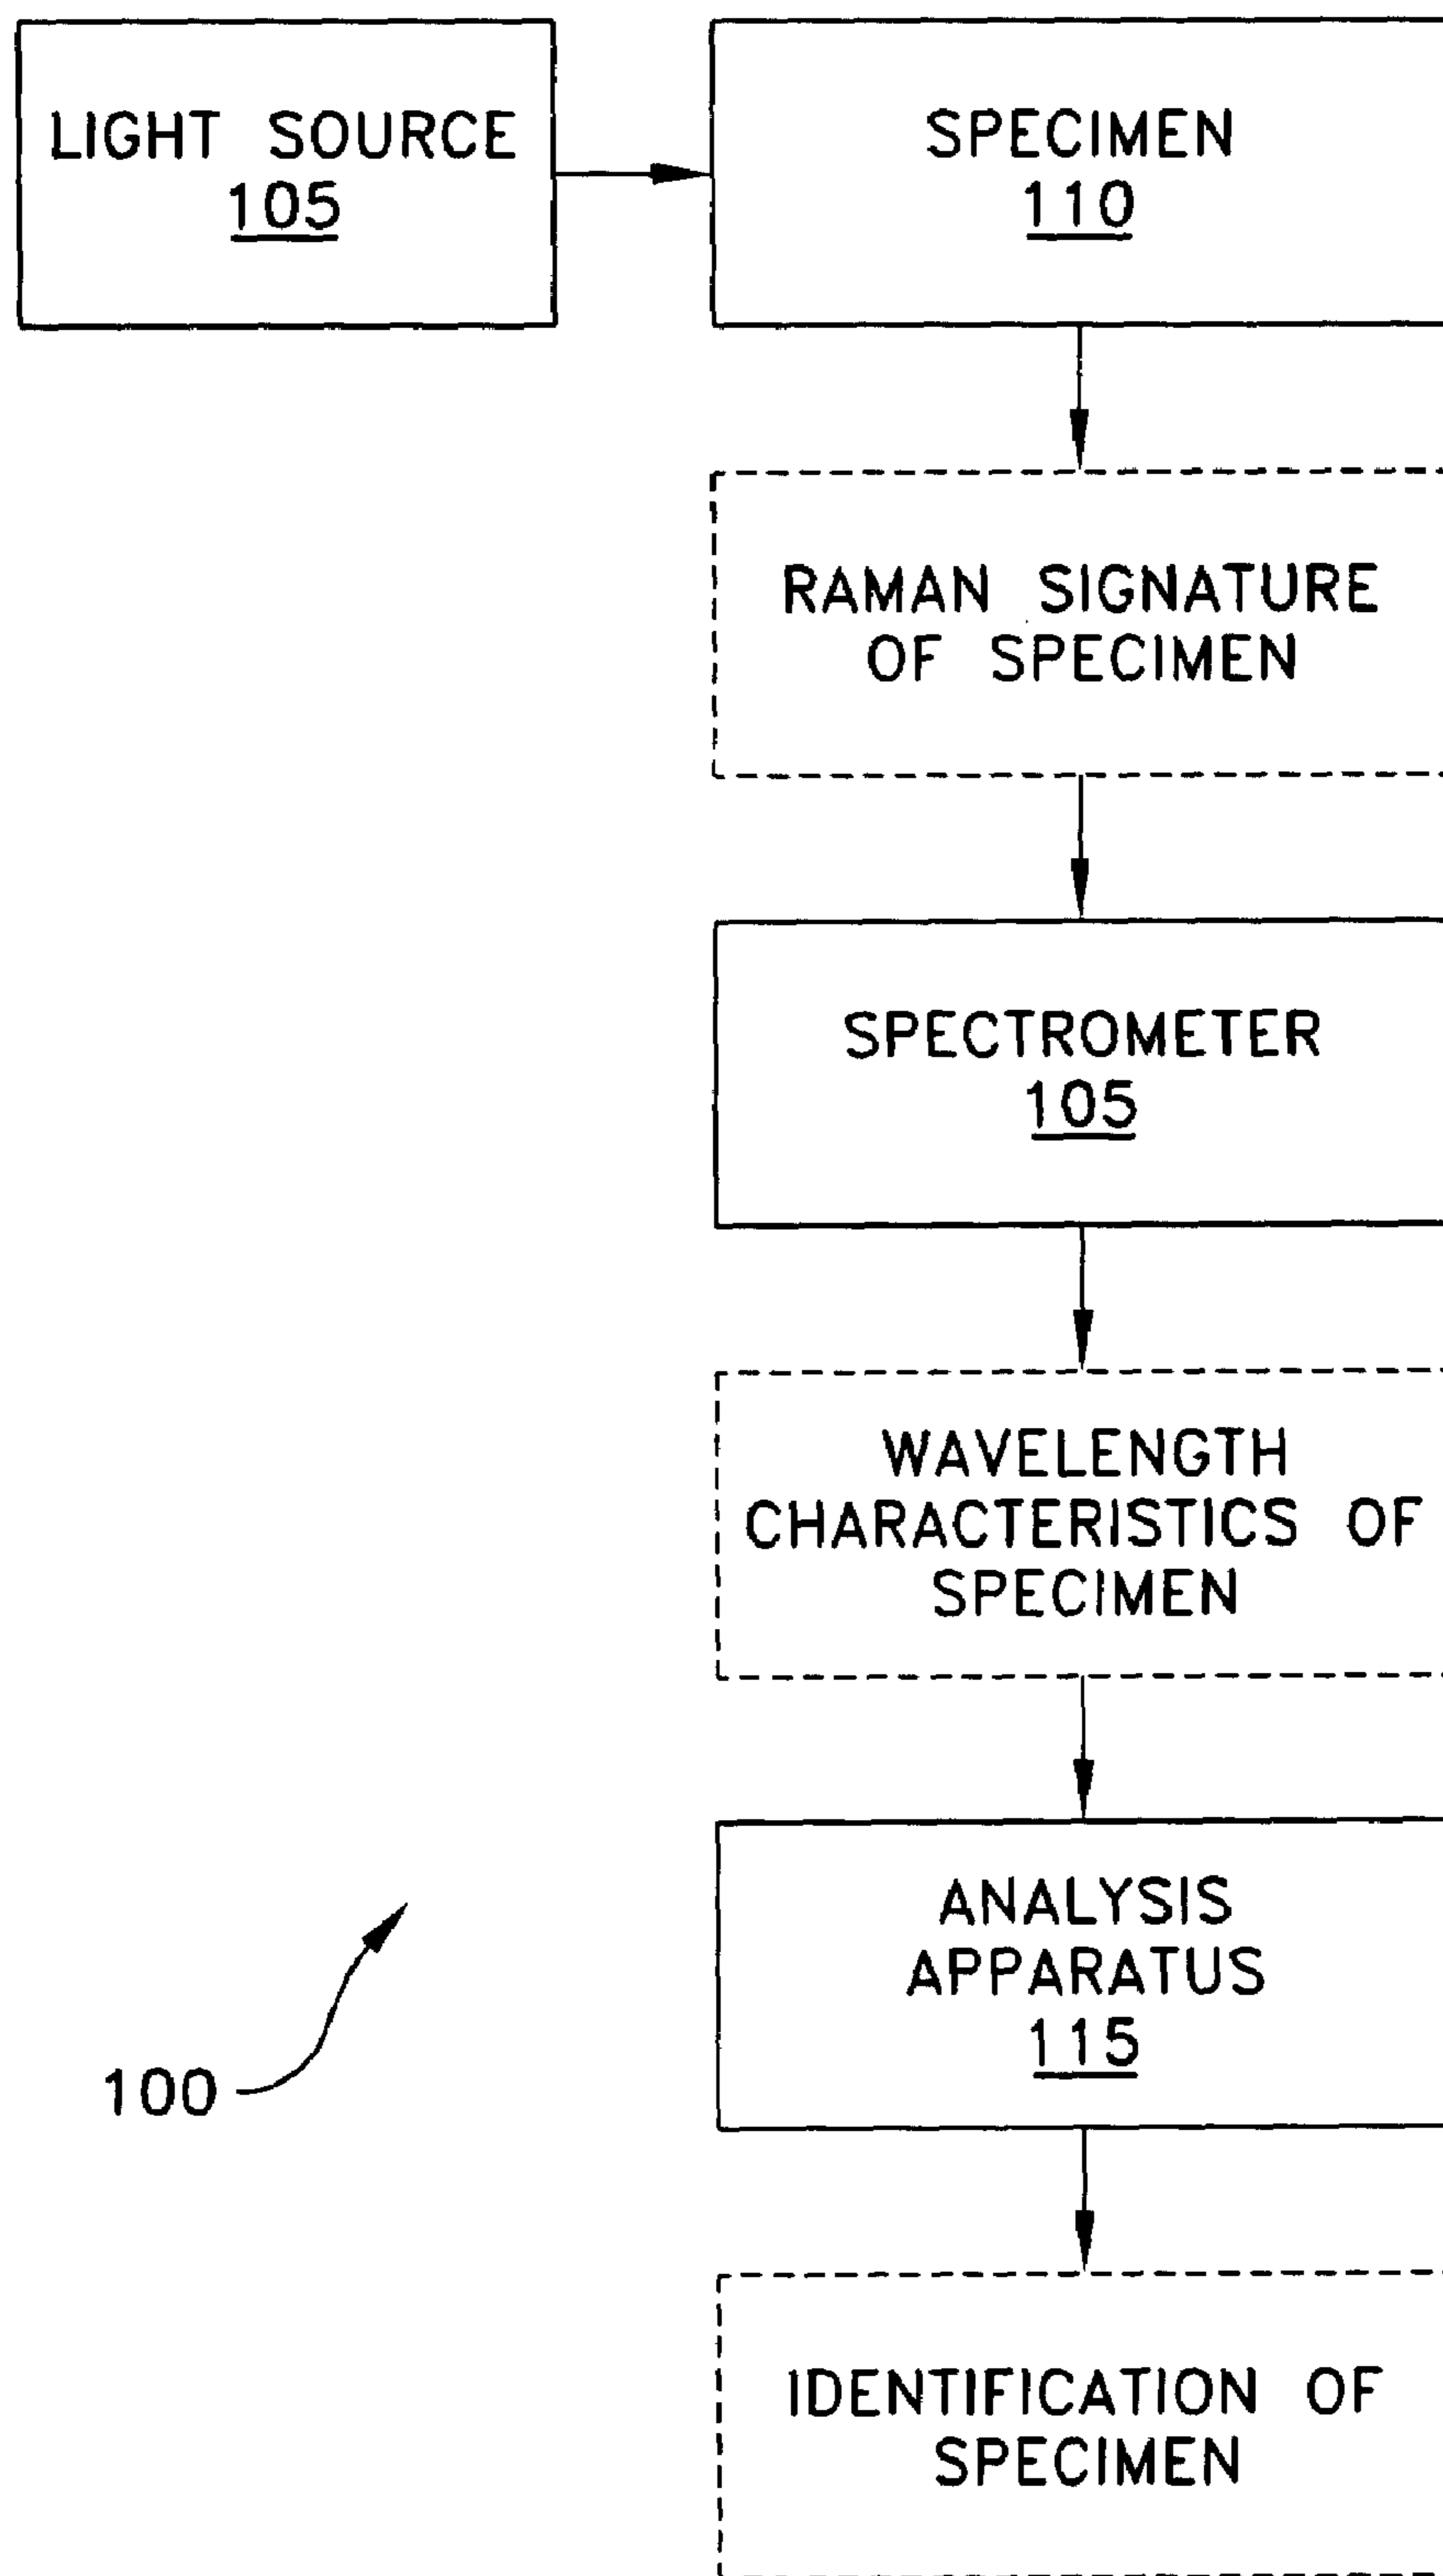 LIGHT SOURCE
105
SPECIMEN
110
RAMAN SIGNATURE
OF SPECIMEN
SPECTROMETER
105
WAVELENGTH
CHARACTERISTICS OF
SPECIMEN
ANALYSIS
APPARATUS
115
100
IDENTIFICATION OF
SPECIMEN